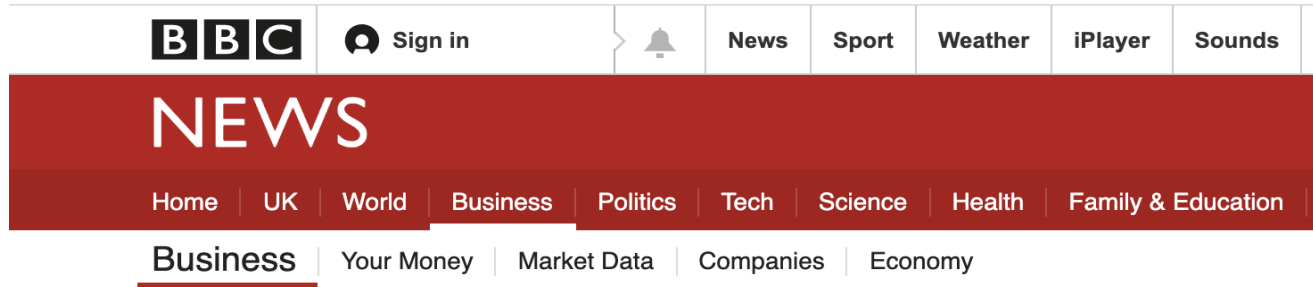 BBC Sign in News Sport Weather iPlayer Sounds
NEWS
Home UK World Business Politics Tech Science Health Family & Education
Business Your Money Market Data Companies Economy